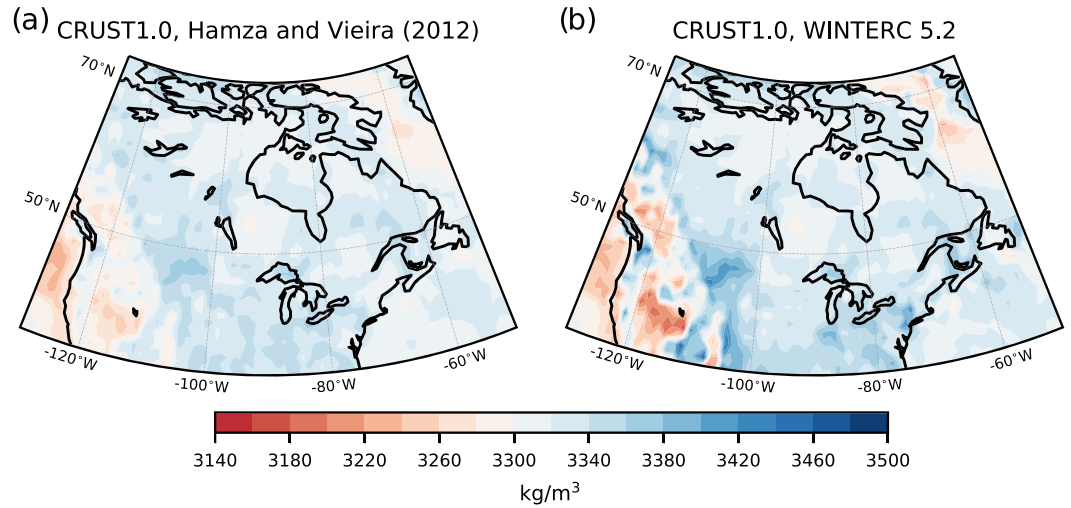 (a) CRUST1.0, Hamza and Vieira (2012)
70°N
50°N
-120°W
-100°W
-80°W
-60°W
(b) CRUST1.0, WINTERC 5.2
70°N
50°N
-120°W
-100°W
-80°W
-60°W
3140 3180 3220 3260 3300 3340 3380 3420 3460 3500
kg/m³